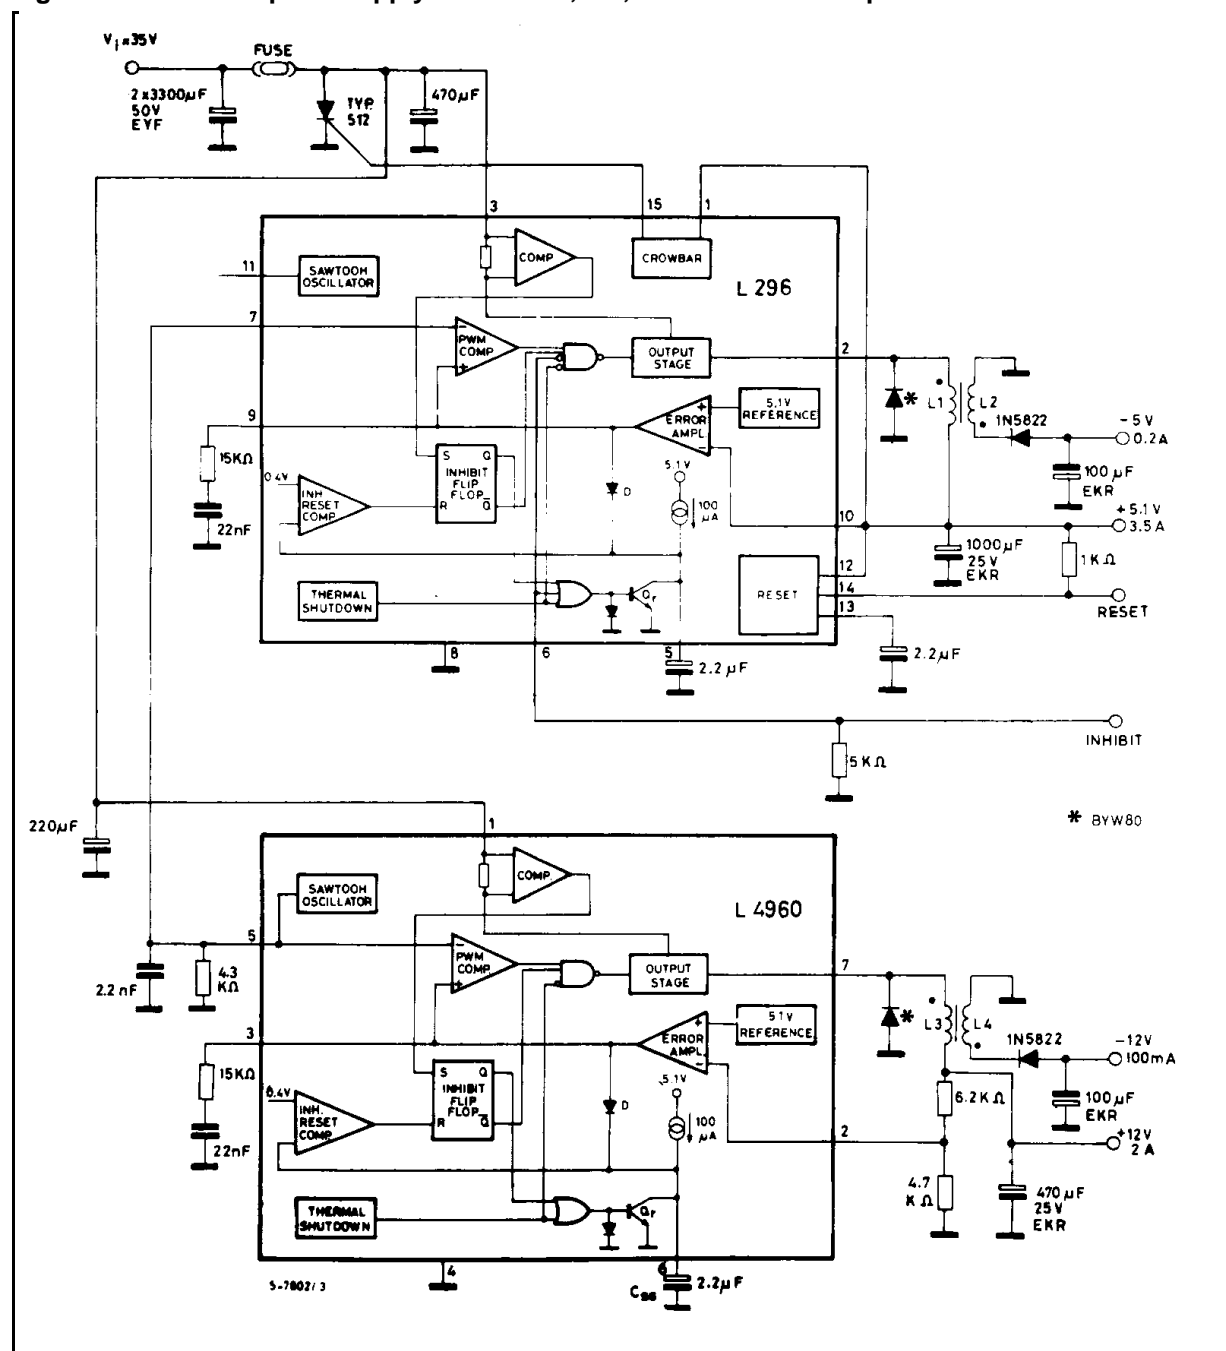 Vi=35V
FUSE
2x3300µF
50V
EYF
TYP.
512
470µF
3
15
1
11
SAWTOOH
OSCILLATOR
COMP
CROWBAR
L 296
7
-
PWM
COMP
+
OUTPUT
STAGE
2
*
L1
L2
1N5822
-5V
0.2A
100µF
EKR
9
+
ERROR
AMPL
-
5.1V
REFERENCE
15KΩ
22nF
0.4V
INH.
RESET
COMP.
S Q
INHIBIT
FLIP
FLOP
R Q̅
D
5.1V
100
µA
10
+5.1V
3.5A
1000µF
25V
EKR
1KΩ
12
14
13
RESET
RESET
THERMAL
SHUTDOWN
Qr
8
6
5
2.2µF
2.2µF
INHIBIT
5KΩ
* BYW80
220µF
1
SAWTOOH
OSCILLATOR
COMP.
L 4960
5
-
PWM
COMP.
+
OUTPUT
STAGE
7
*
L3
L4
1N5822
-12V
100mA
2.2nF
4.3
KΩ
3
+
ERROR
AMPL.
-
5.1V
REFERENCE
15KΩ
22nF
0.4V
INH.
RESET
COMP.
S Q
INHIBIT
FLIP
FLOP
R Q̅
D
5.1V
100
µA
6.2KΩ
100µF
EKR
2
+12V
2A
4.7
KΩ
470µF
25V
EKR
THERMAL
SHUTDOWN
Qr
4
6
S-7802/3
2.2µF